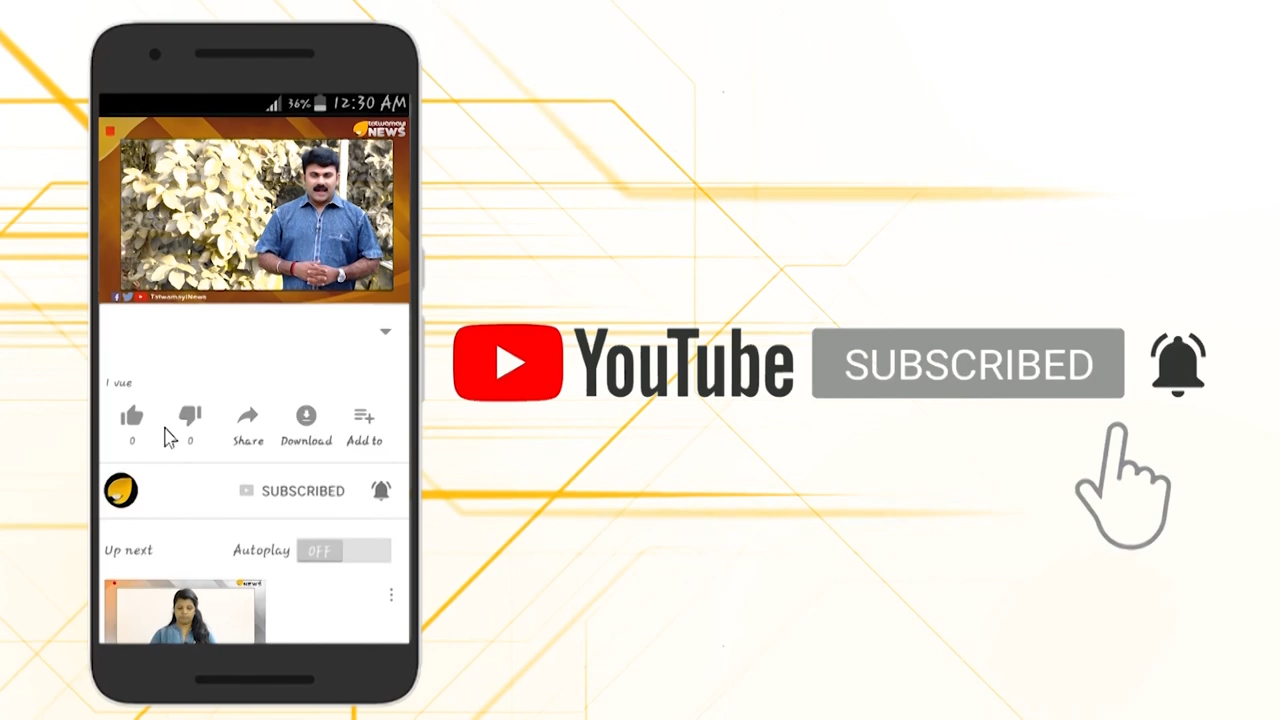 36% 12:30 AM
tatwamayi
NEWS
TatwamayiNews
1 vue
0 0 Share Download Add to
SUBSCRIBED
Up next Autoplay OFF
NEWS
YouTube SUBSCRIBED